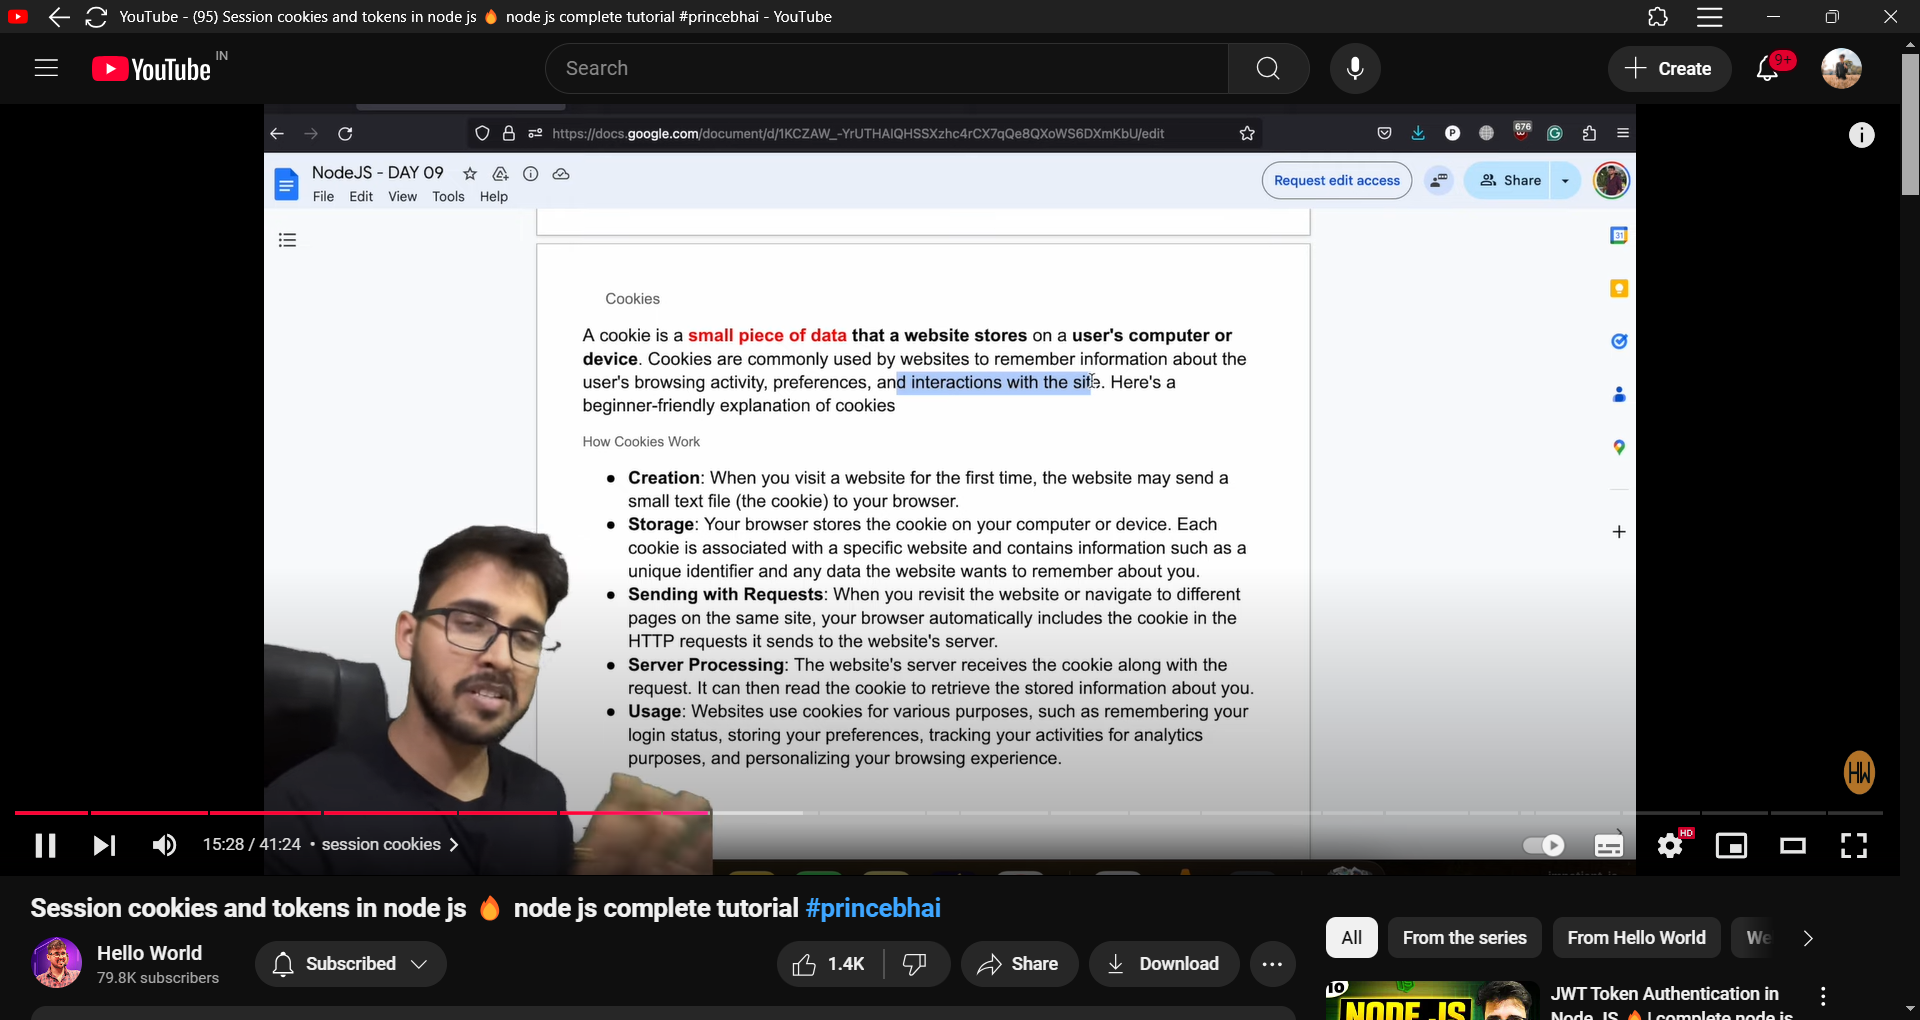 YouTube - (95) Session cookies and tokens in node js 🔥 node js complete tutorial #princebhai - YouTube
YouTube IN
Search
Create
9+
https://docs.google.com/document/d/1KCZAW_-YrUTHAIQHSSXzhc4rCX7qQe8QXoWS6DXmKbU/edit
676
NodeJS - DAY 09
File Edit View Tools Help
Request edit access
Share
31
Cookies
A cookie is a small piece of data that a website stores on a user's computer or
device. Cookies are commonly used by websites to remember information about the
user's browsing activity, preferences, and interactions with the site. Here's a
beginner-friendly explanation of cookies
How Cookies Work
● Creation: When you visit a website for the first time, the website may send a
small text file (the cookie) to your browser.
● Storage: Your browser stores the cookie on your computer or device. Each
cookie is associated with a specific website and contains information such as a
unique identifier and any data the website wants to remember about you.
● Sending with Requests: When you revisit the website or navigate to different
pages on the same site, your browser automatically includes the cookie in the
HTTP requests it sends to the website's server.
● Server Processing: The website's server receives the cookie along with the
request. It can then read the cookie to retrieve the stored information about you.
● Usage: Websites use cookies for various purposes, such as remembering your
login status, storing your preferences, tracking your activities for analytics
purposes, and personalizing your browsing experience.
HW
15:28 / 41:24 • session cookies
HD
Session cookies and tokens in node js 🔥 node js complete tutorial #princebhai
Hello World
79.8K subscribers
Subscribed
1.4K
Share
Download
All
From the series
From Hello World
We
NODE JS
JWT Token Authentication in
Node JS 🔥 | complete node js